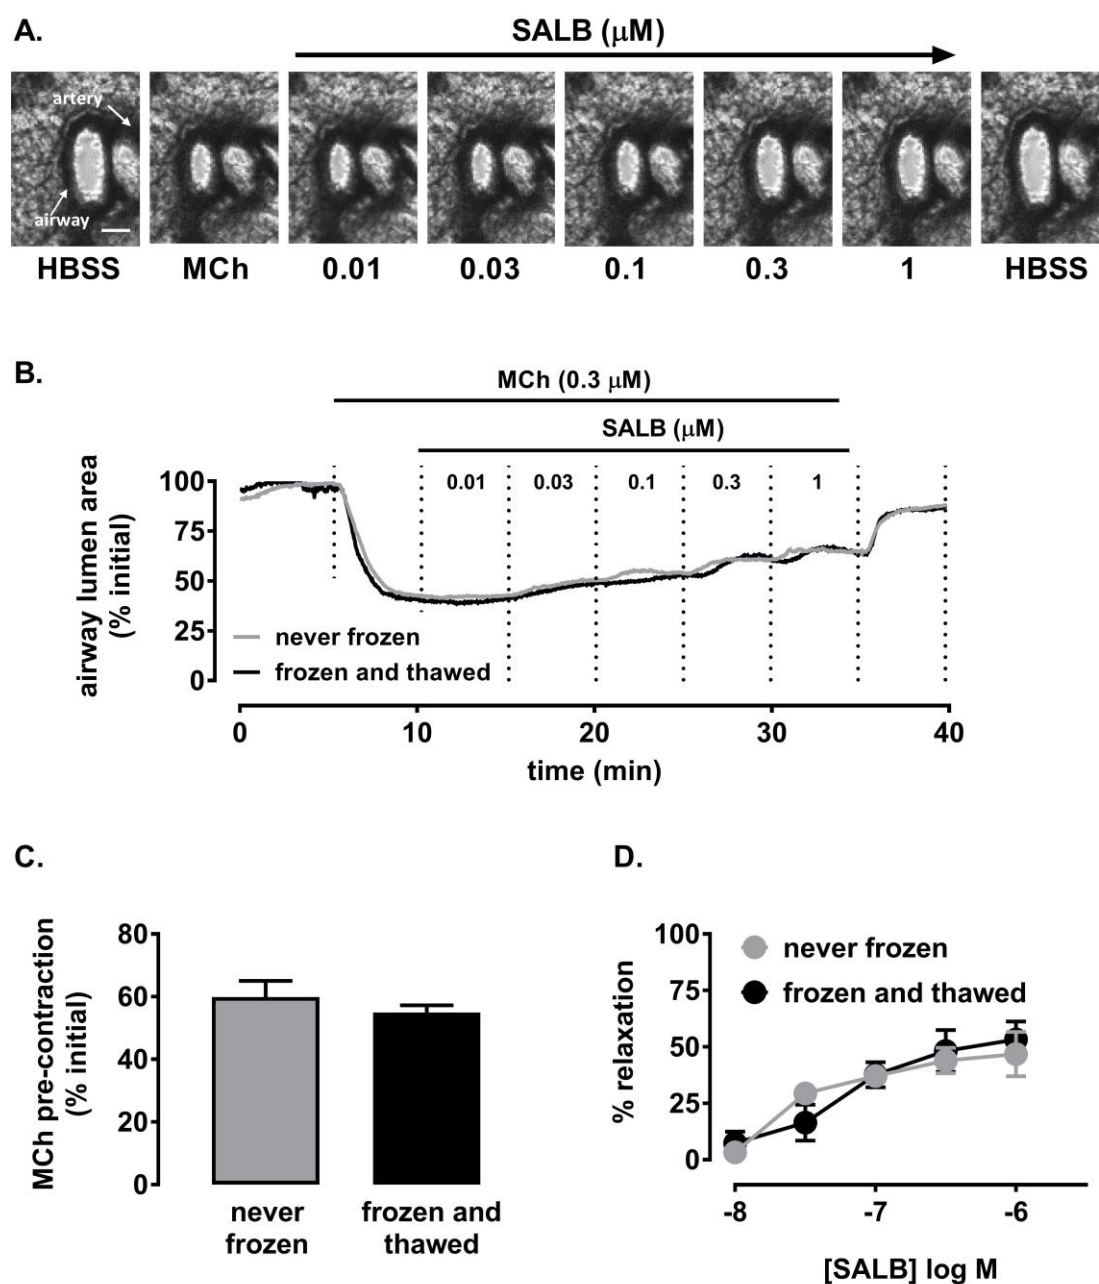 A.
SALB (μM)
artery
airway
HBSS MCh 0.01 0.03 0.1 0.3 1 HBSS
B.
MCh (0.3 μM)
SALB (μM)
0.01 0.03 0.1 0.3 1
airway lumen area
(% initial)
100
75
50
25
0
never frozen
frozen and thawed
0 10 20 30 40
time (min)
C.
MCh pre-contraction
(% initial)
80
60
40
20
0
never
frozen
frozen and
thawed
D.
% relaxation
100
75
50
25
0
never frozen
frozen and thawed
-8 -7 -6
[SALB] log M